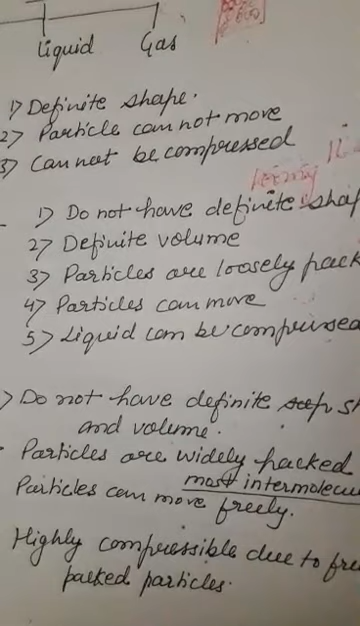 Liquid Gas
1) Definite shape.
2) Particle can not move
3) Cannot be compressed
1) Do not have definite shap
2) Definite volume
3) Particles are loosely pack
4) Particles can move
5) Liquid can be compressed
) Do not have definite sh
and volume.
Particles are widely packed
most intermolecu
Particles can move freely.
Highly compressible due to fre
packed particles.